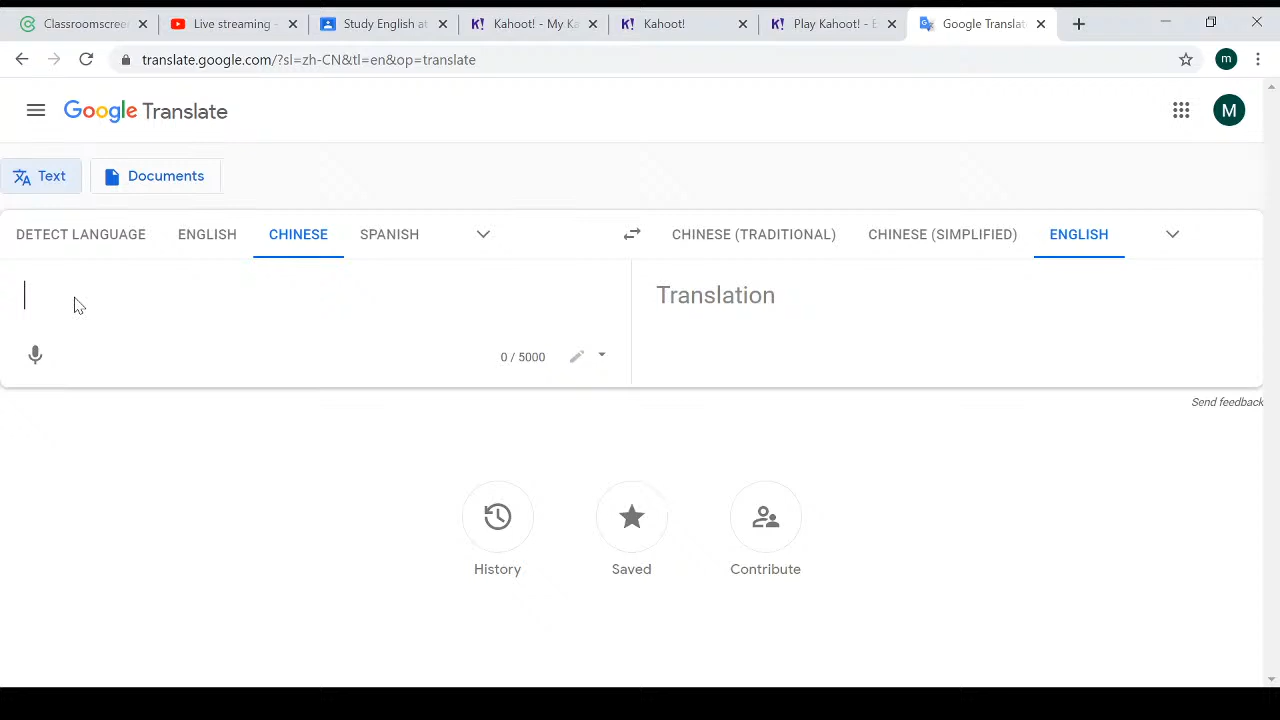 Classroomscree
Live streaming -
Study English at
K! Kahoot! - My Ka
K! Kahoot!
K! Play Kahoot! - E
Google Translat
translate.google.com/?sl=zh-CN&tl=en&op=translate
m
Google Translate
M
Text
Documents
DETECT LANGUAGE
ENGLISH
CHINESE
SPANISH
CHINESE (TRADITIONAL)
CHINESE (SIMPLIFIED)
ENGLISH
Translation
0 / 5000
Send feedback
History
Saved
Contribute